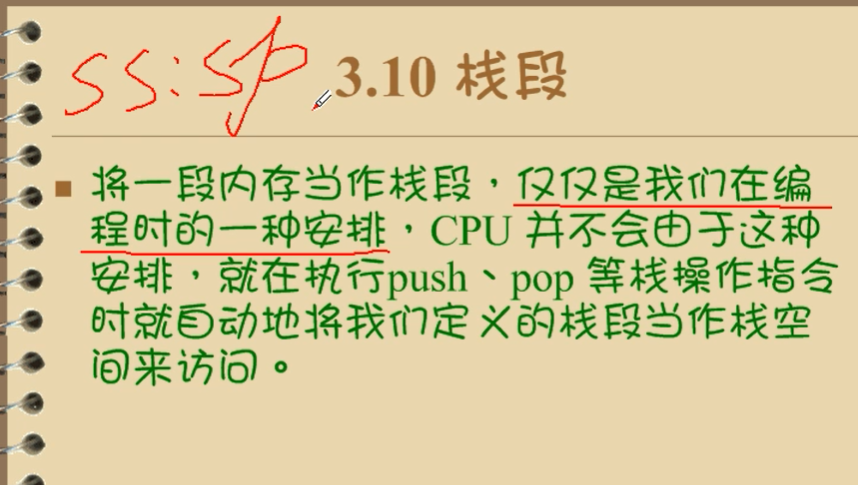 ss:sp 3.10 栈段
将一段内存当作栈段，仅仅是我们在编
程时的一种安排，CPU 并不会由于这种
安排，就在执行push、pop 等栈操作指令
时就自动地将我们定义的栈段当作栈空
间来访问。